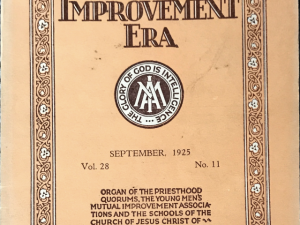 IMPROVEMENT
ERA
THE GLORY OF GOD IS INTELLIGENCE
SEPTEMBER, 1925
Vol. 28 No. 11
ORGAN OF THE PRIESTHOOD
QUORUMS, THE YOUNG MEN'S
MUTUAL IMPROVEMENT ASSOCIA-
TIONS AND THE SCHOOLS OF THE
CHURCH OF JESUS CHRIST OF